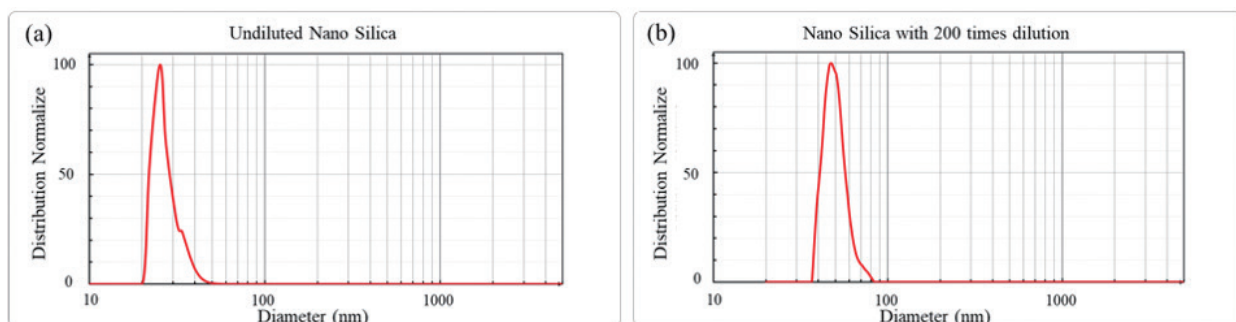 (a)
Undiluted Nano Silica
Distribution Normalize
100
50
0
10
100
1000
Diameter (nm)
(b)
Nano Silica with 200 times dilution
Distribution Normalize
100
50
0
10
100
1000
Diameter (nm)